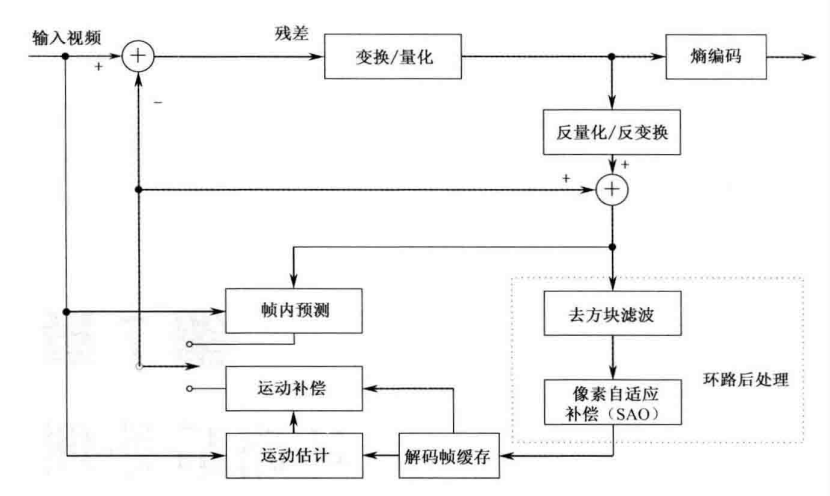 输入视频
残差
变换/量化
熵编码
+
+
−
反量化/反变换
+
+
+
帧内预测
去方块滤波
环路后处理
运动补偿
像素自适应
补偿（SAO）
运动估计
解码帧缓存